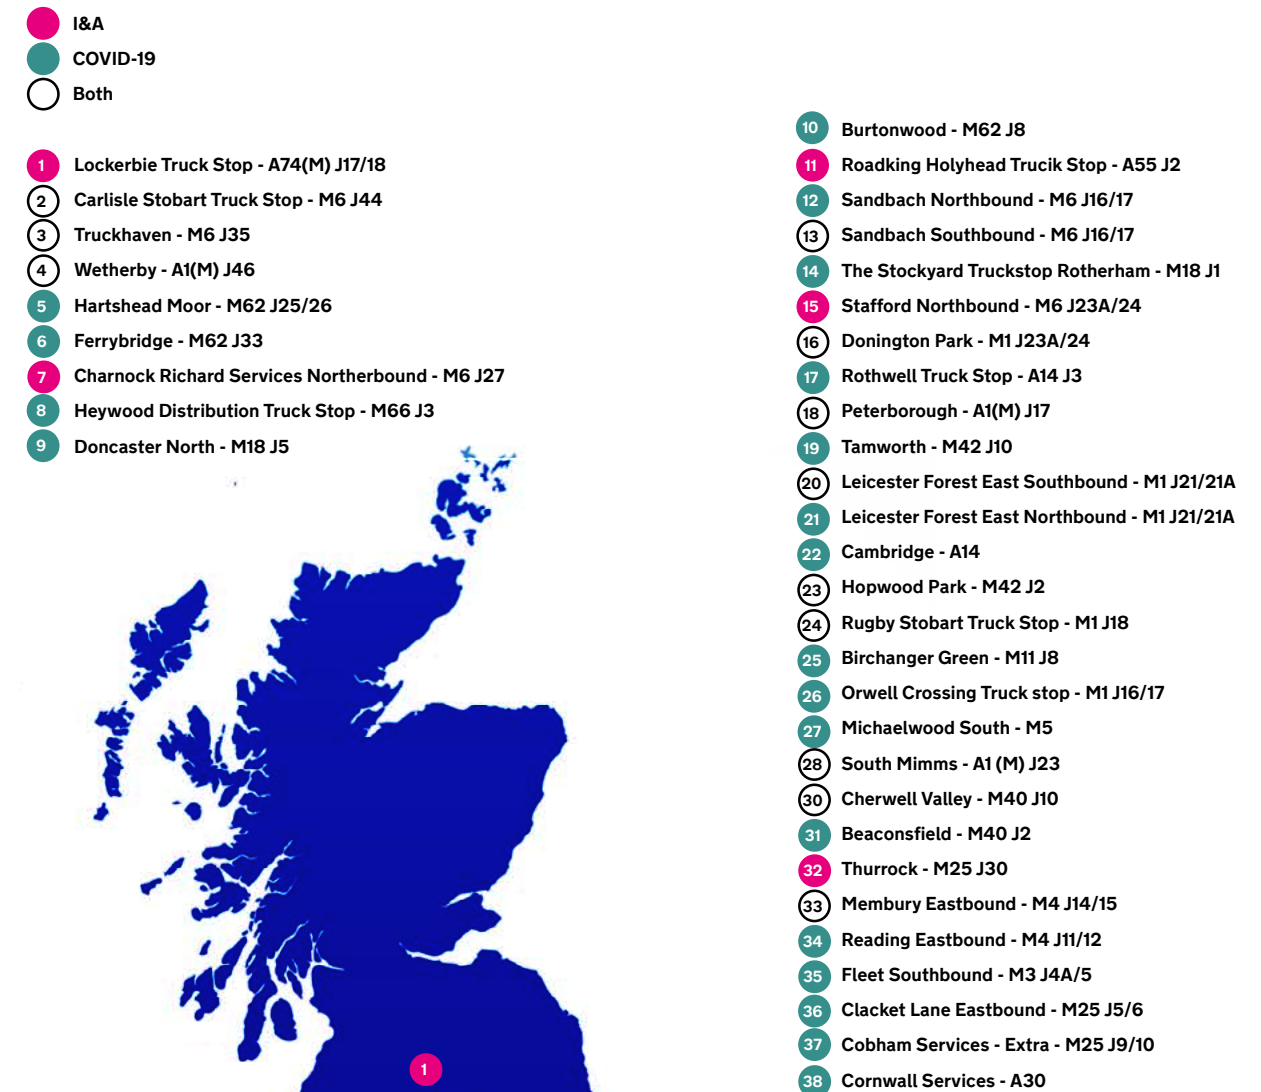 I&A
COVID-19
Both
1 Lockerbie Truck Stop - A74(M) J17/18
2 Carlisle Stobart Truck Stop - M6 J44
3 Truckhaven - M6 J35
4 Wetherby - A1(M) J46
5 Hartshead Moor - M62 J25/26
6 Ferrybridge - M62 J33
7 Charnock Richard Services Northerbound - M6 J27
8 Heywood Distribution Truck Stop - M66 J3
9 Doncaster North - M18 J5
10 Burtonwood - M62 J8
11 Roadking Holyhead Trucik Stop - A55 J2
12 Sandbach Northbound - M6 J16/17
13 Sandbach Southbound - M6 J16/17
14 The Stockyard Truckstop Rotherham - M18 J1
15 Stafford Northbound - M6 J23A/24
16 Donington Park - M1 J23A/24
17 Rothwell Truck Stop - A14 J3
18 Peterborough - A1(M) J17
19 Tamworth - M42 J10
20 Leicester Forest East Southbound - M1 J21/21A
21 Leicester Forest East Northbound - M1 J21/21A
22 Cambridge - A14
23 Hopwood Park - M42 J2
24 Rugby Stobart Truck Stop - M1 J18
25 Birchanger Green - M11 J8
26 Orwell Crossing Truck stop - M1 J16/17
27 Michaelwood South - M5
28 South Mimms - A1 (M) J23
30 Cherwell Valley - M40 J10
31 Beaconsfield - M40 J2
32 Thurrock - M25 J30
33 Membury Eastbound - M4 J14/15
34 Reading Eastbound - M4 J11/12
35 Fleet Southbound - M3 J4A/5
36 Clacket Lane Eastbound - M25 J5/6
37 Cobham Services - Extra - M25 J9/10
38 Cornwall Services - A30
1